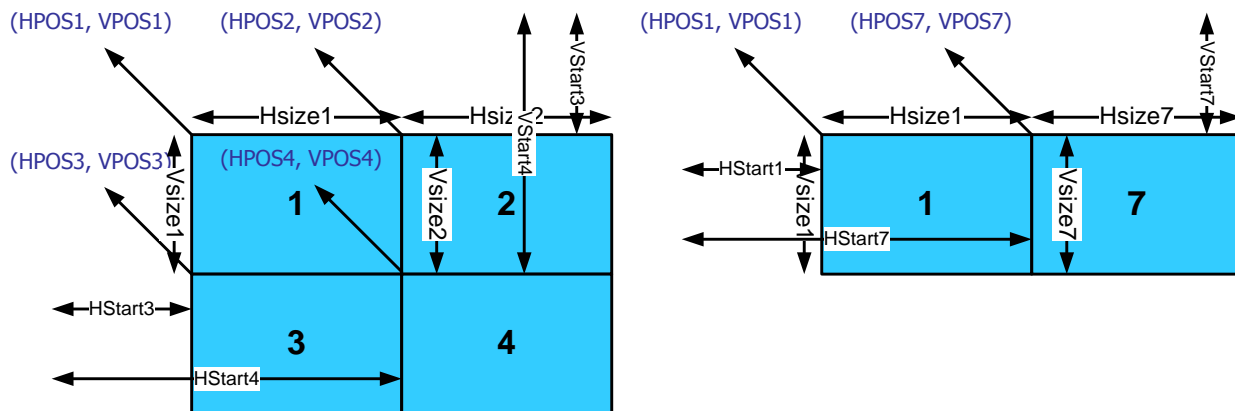 (HPOS1, VPOS1) (HPOS2, VPOS2) (HPOS1, VPOS1) (HPOS7, VPOS7)
VStart3
VStart7
Hsize1 Hsize2 Hsize1 Hsize7
VStart4
(HPOS3, VPOS3) (HPOS4, VPOS4)
HStart1
Vsize1 1 Vsize2 2 Vsize1 1 Vsize7 7
HStart7
HStart3
3 4
HStart4